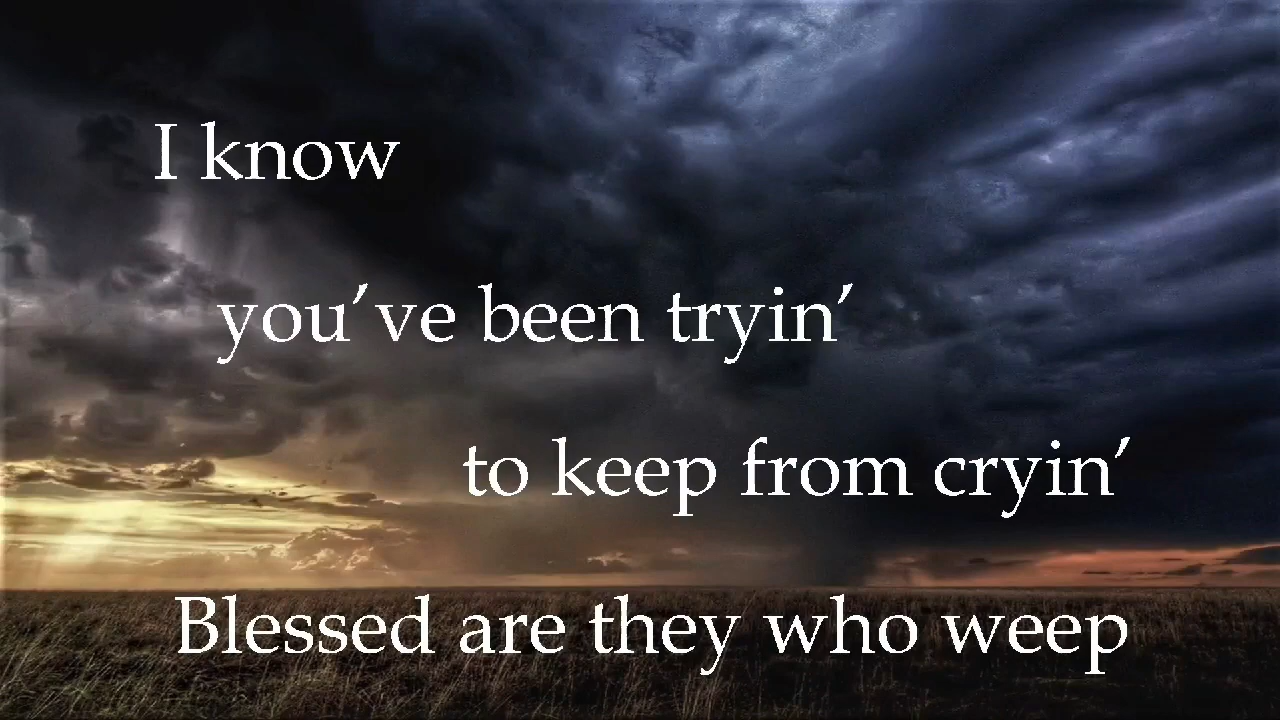 I know
you’ve been tryin’
to keep from cryin’
Blessed are they who weep